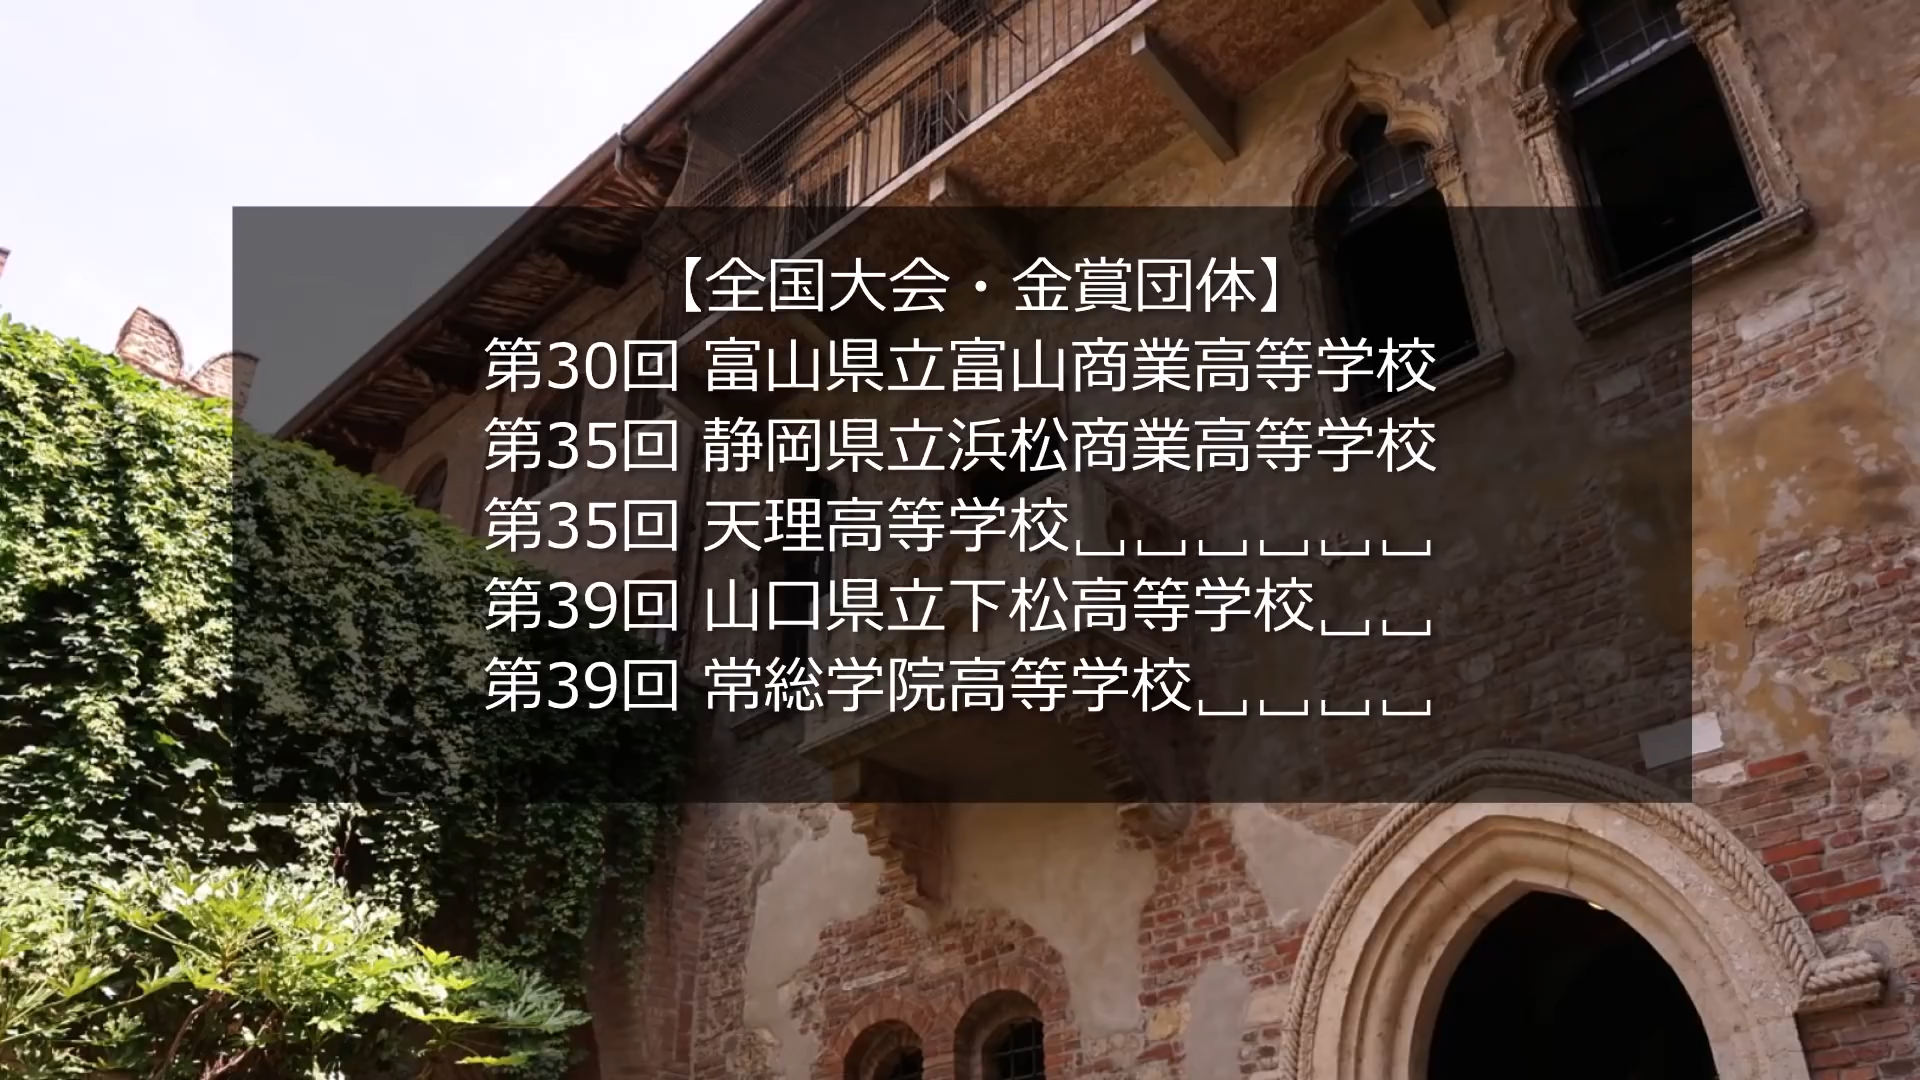 【全国大会・金賞団体】
第30回 富山県立富山商業高等学校
第35回 静岡県立浜松商業高等学校
第35回 天理高等学校␣␣␣␣␣␣
第39回 山口県立下松高等学校␣␣
第39回 常総学院高等学校␣␣␣␣